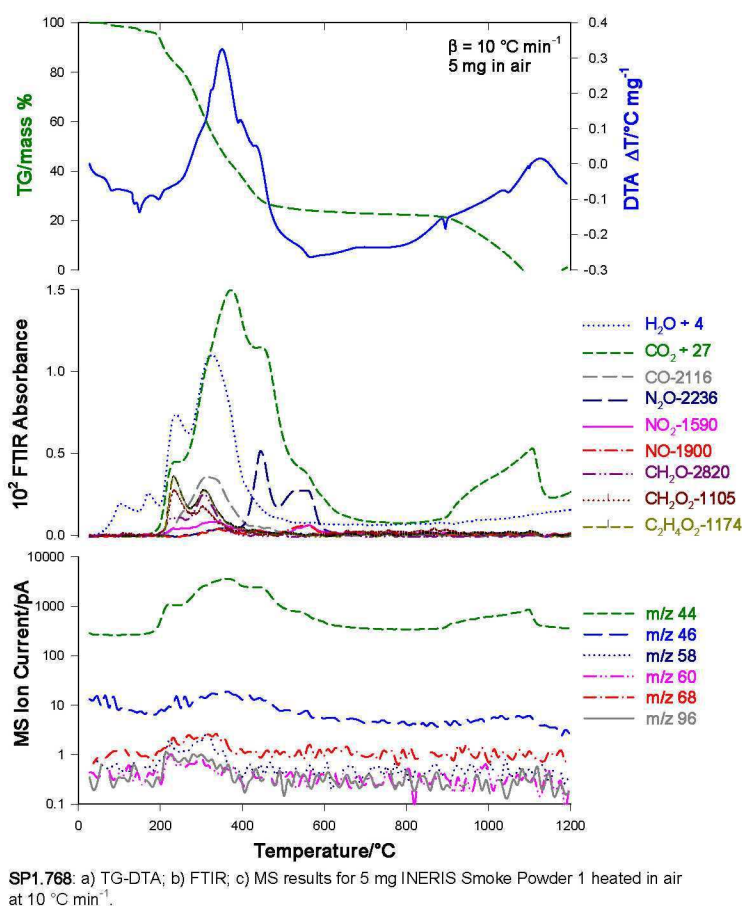 β = 10 °C min⁻¹
5 mg in air
TG/mass %
100
80
60
40
20
0
0.4
0.3
0.2
0.1
0.0
-0.1
-0.2
-0.3
DTA ΔT/°C mg⁻¹
10² FTIR Absorbance
1.5
1.0
0.5
0.0
H₂O + 4
CO₂ + 27
CO-2116
N₂O-2236
NO₂-1590
NO-1900
CH₂O-2820
CH₂O₂-1105
C₂H₄O₂-1174
MS Ion Current/pA
10000
1000
100
10
1
0.1
m/z 44
m/z 46
m/z 58
m/z 60
m/z 68
m/z 96
0 200 400 600 800 1000 1200
Temperature/°C
SP1.768: a) TG-DTA; b) FTIR; c) MS results for 5 mg INERIS Smoke Powder 1 heated in air
at 10 °C min⁻¹.